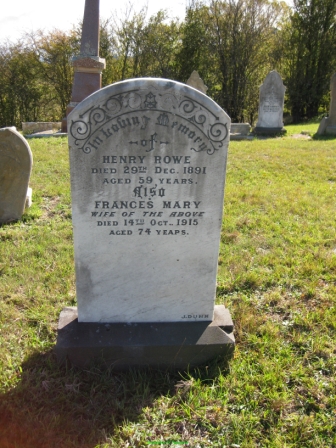 In Loving Memory
of
HENRY ROWE
DIED 29TH DEC. 1891
AGED 59 YEARS.
Also
FRANCES MARY
WIFE OF THE ABOVE
DIED 14TH OCT. 1915
AGED 74 YEARS.